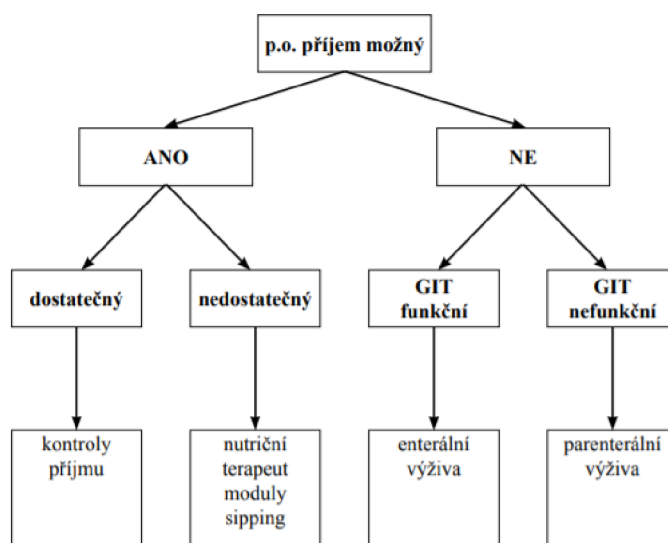 p.o. příjem možný
ANO
NE
dostatečný
nedostatečný
GIT
funkční
GIT
nefunkční
kontroly
příjmu
nutriční
terapeut
moduly
sipping
enterální
výživa
parenterální
výživa